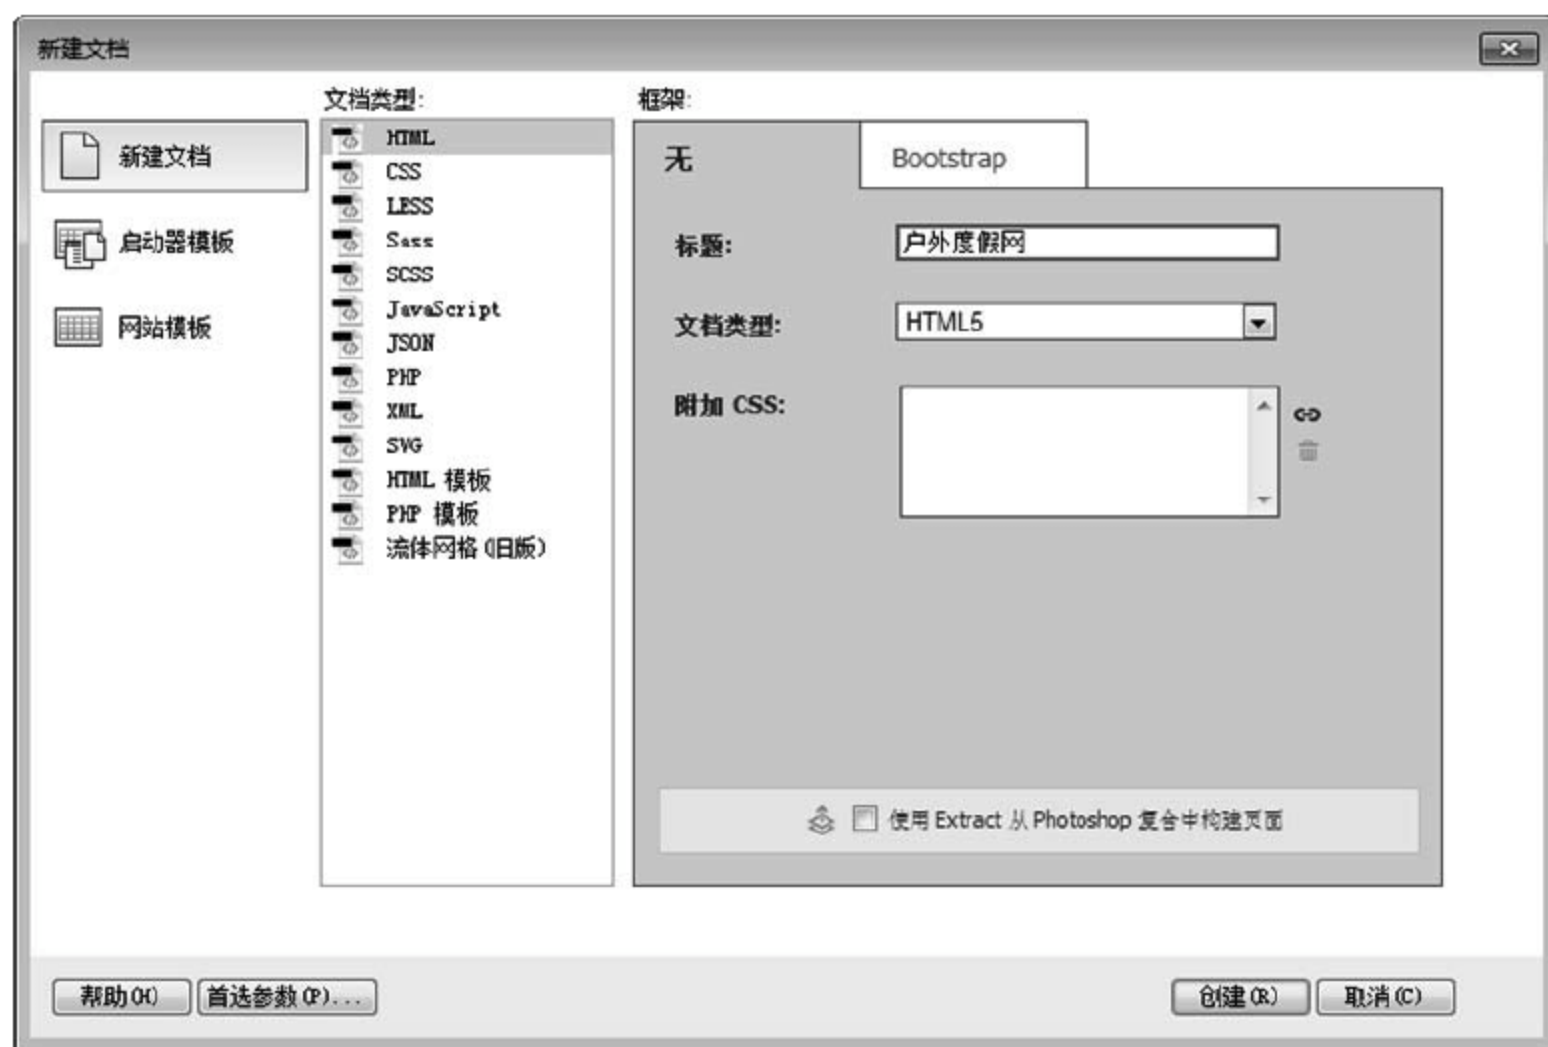 新建文档
文档类型:
框架:
新建文档
启动器模板
网站模板
HTML
CSS
LESS
Sass
SCSS
JavaScript
JSON
PHP
XML
SVG
HTML 模板
PHP 模板
流体网格(旧版)
无
Bootstrap
标题:
户外度假网
文档类型:
HTML5
附加 CSS:
使用 Extract 从 Photoshop 复合中构建页面
帮助(H)
首选参数(P)...
创建(R)
取消(C)